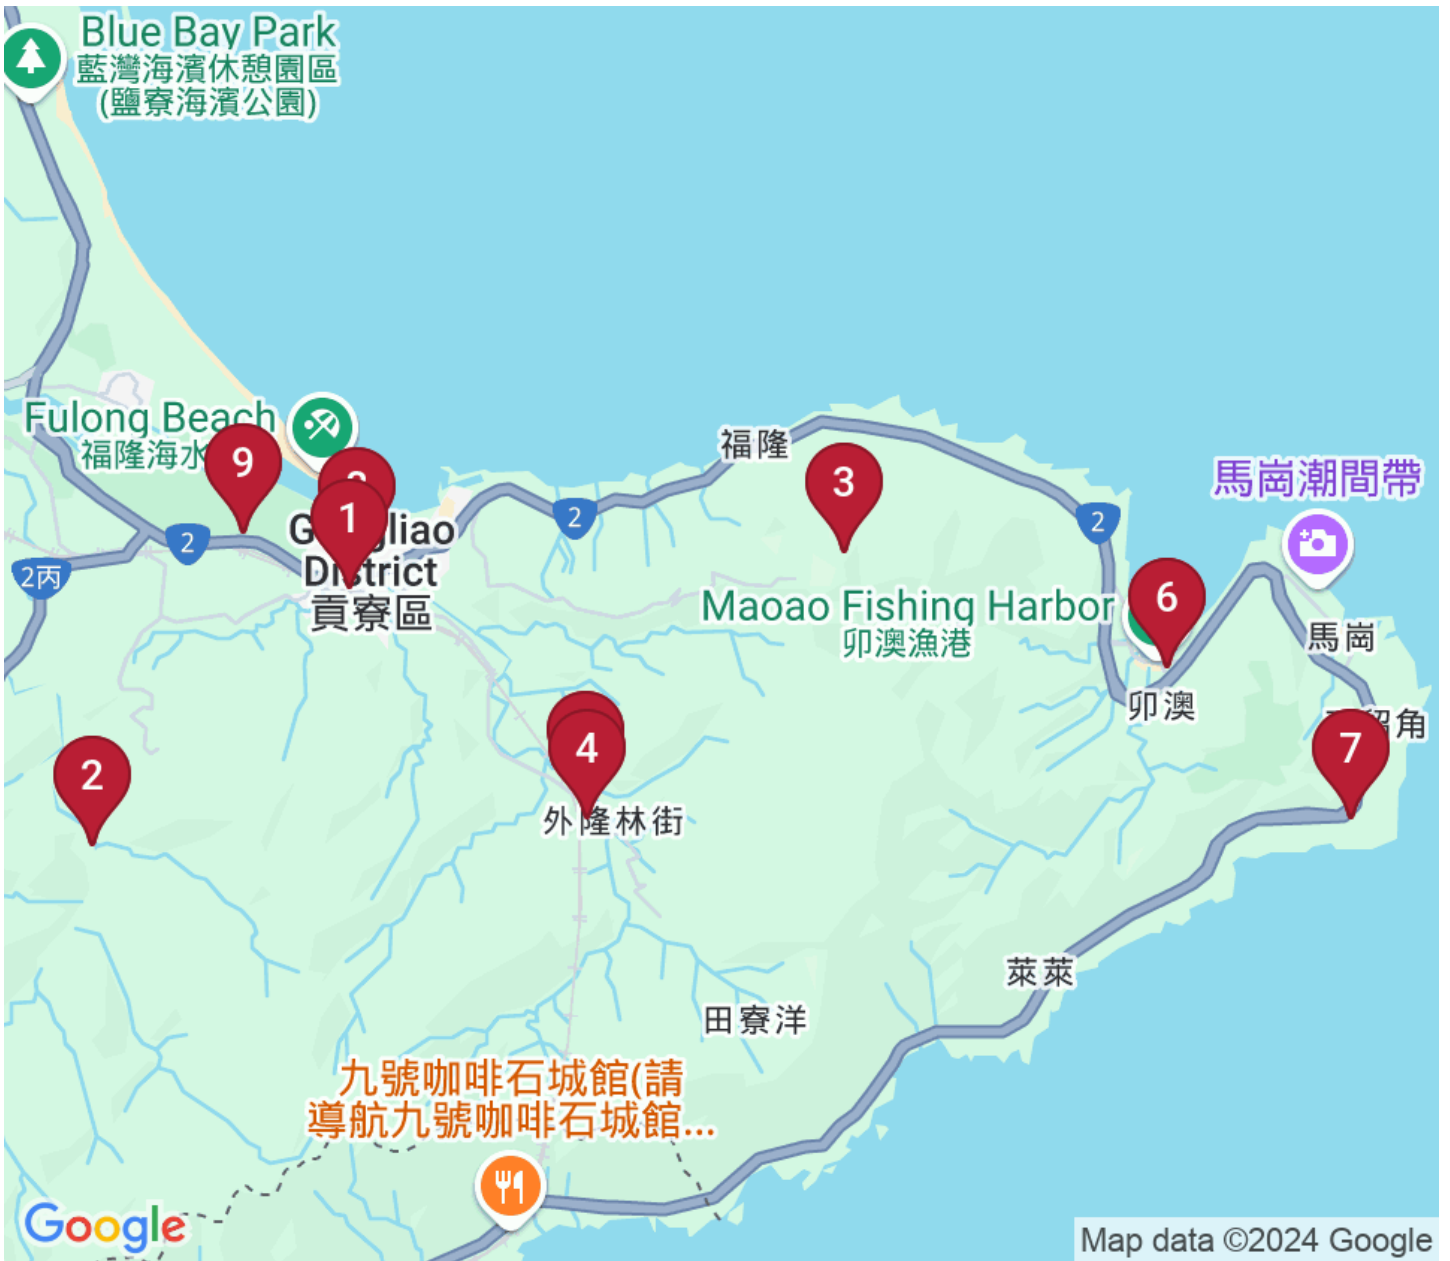 Blue Bay Park
藍灣海濱休憩園區
(鹽寮海濱公園)
Fulong Beach
福隆海水
9
1
Gongliao
District
貢寮區
2
2丙
福隆
2
3
2
馬崗潮間帶
Maoao Fishing Harbor
卯澳漁港
6
馬崗
卯澳
角
7
2
4
外隆林街
萊萊
田寮洋
九號咖啡石城館(請
導航九號咖啡石城館...
Google
Map data ©2024 Google